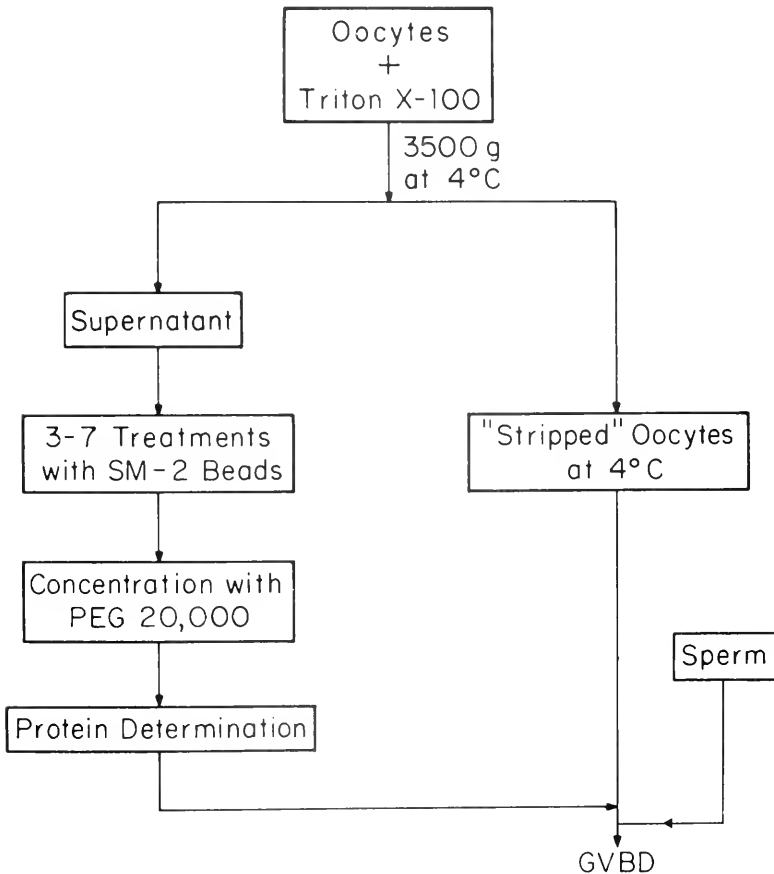 Oocytes
+
Triton X-100
3500 g
at 4°C
Supernatant
3-7 Treatments
with SM-2 Beads
"Stripped" Oocytes
at 4°C
Concentration with
PEG 20,000
Sperm
Protein Determination
GVBD